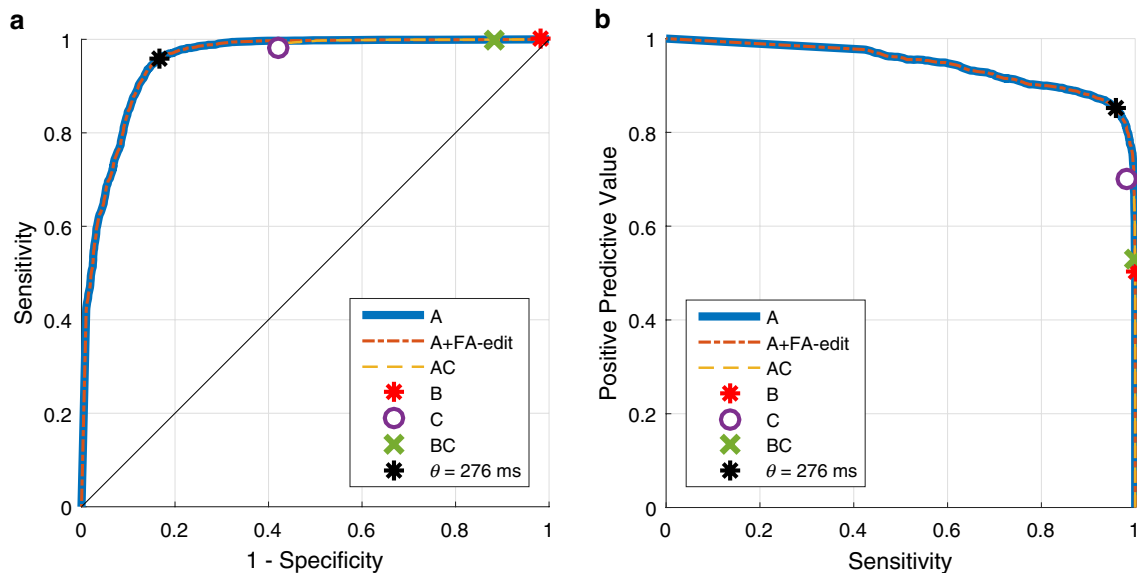 a
1
0.8
0.6
0.4
0.2
0
0 0.2 0.4 0.6 0.8 1
Sensitivity
1 - Specificity
A
A+FA-edit
AC
B
C
BC
θ = 276 ms
b
1
0.8
0.6
0.4
0.2
0
0 0.2 0.4 0.6 0.8 1
Positive Predictive Value
Sensitivity
A
A+FA-edit
AC
B
C
BC
θ = 276 ms